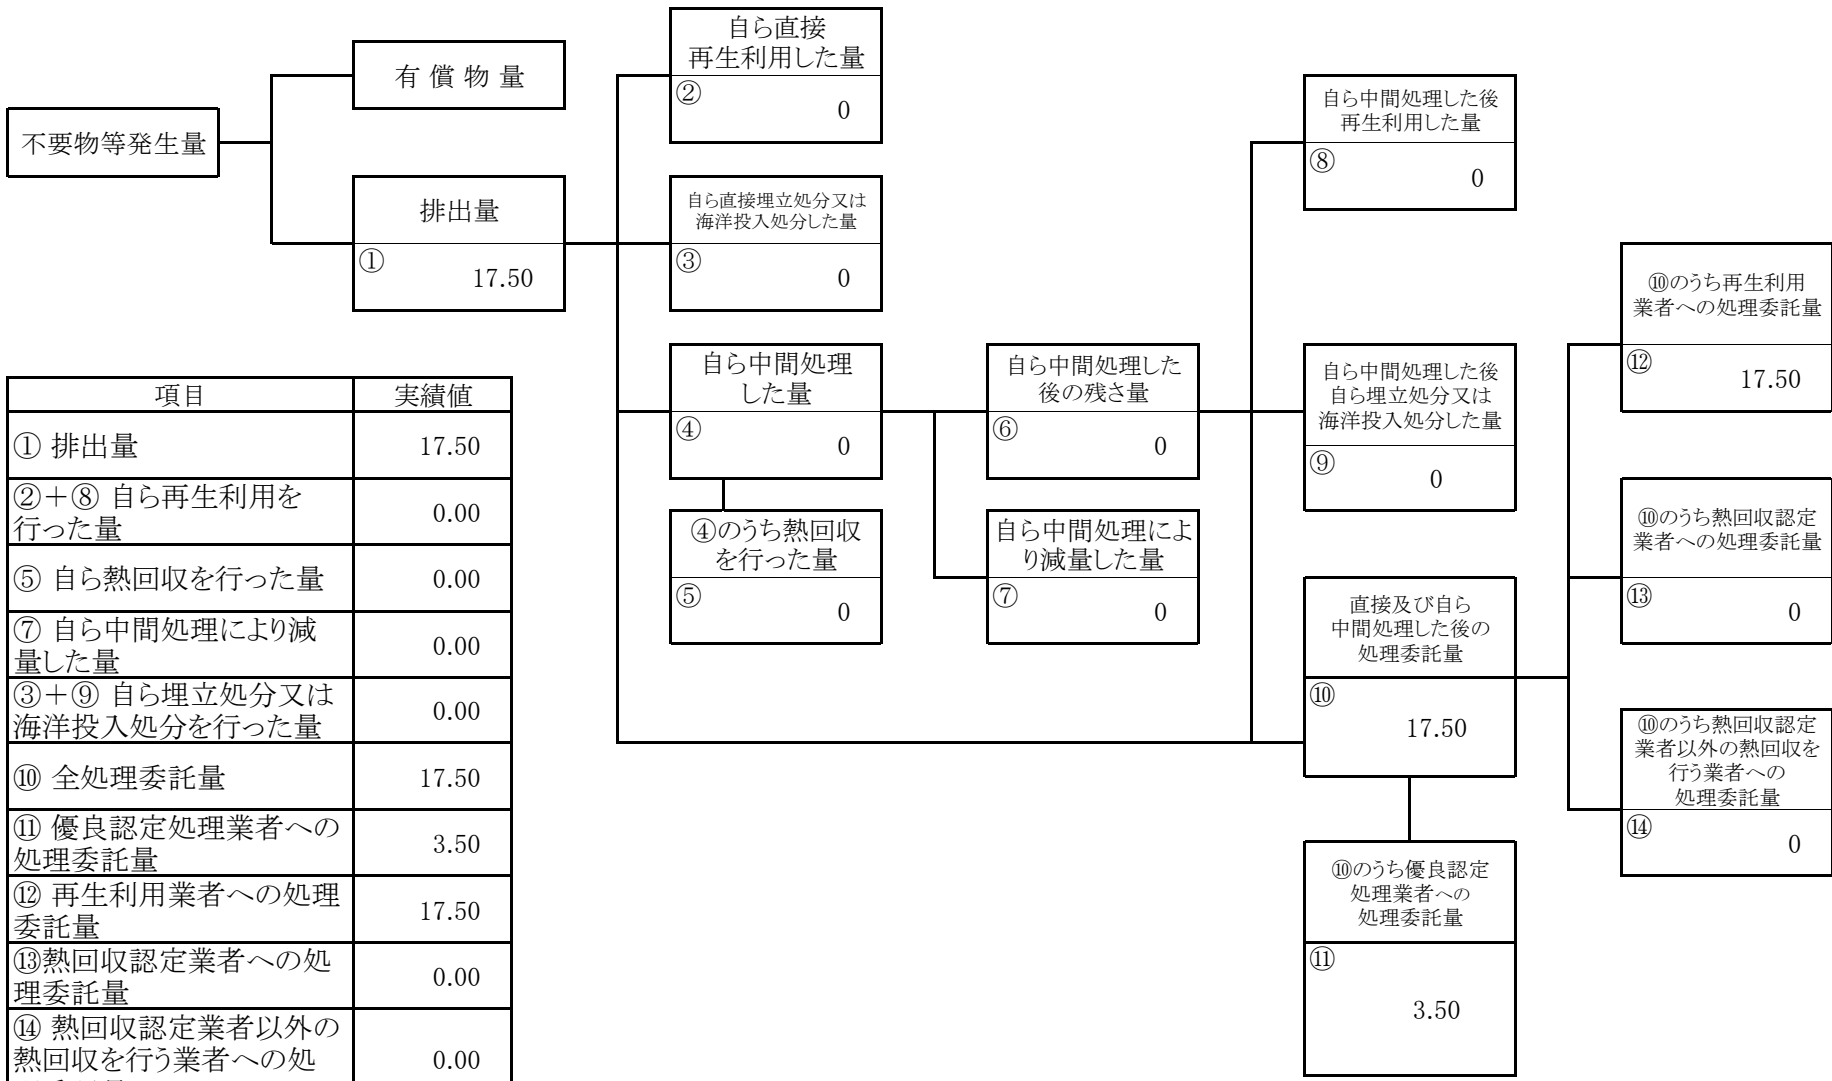 不要物等発生量
有 償 物 量
排出量
①
17.50
自ら直接
再生利用した量
②
0
自ら直接埋立処分又は
海洋投入処分した量
③
0
自ら中間処理
した量
④
0
④のうち熱回収
を行った量
⑤
0
自ら中間処理した
後の残さ量
⑥
0
自ら中間処理によ
り減量した量
⑦
0
自ら中間処理した後
再生利用した量
⑧
0
自ら中間処理した後
自ら埋立処分又は
海洋投入処分した量
⑨
0
直接及び自ら
中間処理した後の
処理委託量
⑩
17.50
⑩のうち優良認定
処理業者への
処理委託量
⑪
3.50
⑩のうち再生利用
業者への処理委託量
⑫
17.50
⑩のうち熱回収認定
業者への処理委託量
⑬
0
⑩のうち熱回収認定
業者以外の熱回収を
行う業者への
処理委託量
⑭
0
項目 実績値
① 排出量 17.50
②＋⑧ 自ら再生利用を
行った量 0.00
⑤ 自ら熱回収を行った量 0.00
⑦ 自ら中間処理により減
量した量 0.00
③＋⑨ 自ら埋立処分又は
海洋投入処分を行った量 0.00
⑩ 全処理委託量 17.50
⑪ 優良認定処理業者への
処理委託量 3.50
⑫ 再生利用業者への処理
委託量 17.50
⑬熱回収認定業者への処
理委託量 0.00
⑭ 熱回収認定業者以外の
熱回収を行う業者への処 0.00